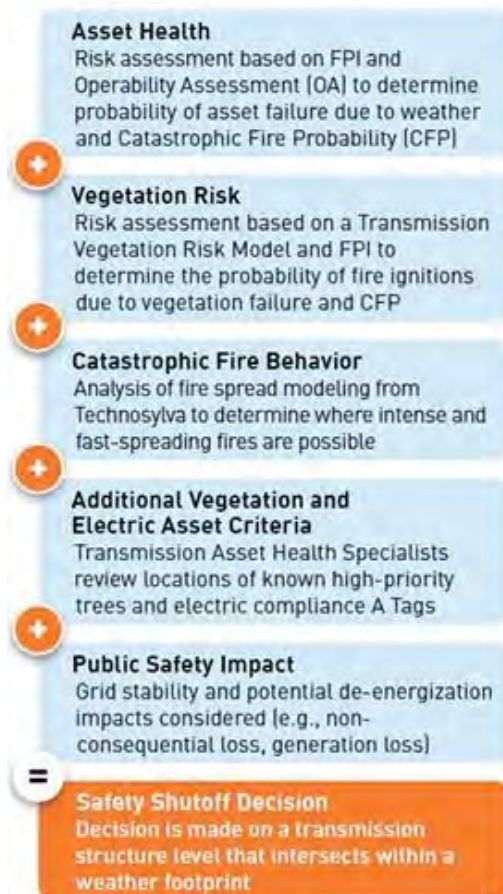 Asset Health
Risk assessment based on FPI and
Operability Assessment (OA) to determine
probability of asset failure due to weather
and Catastrophic Fire Probability (CFP)
+
Vegetation Risk
Risk assessment based on a Transmission
Vegetation Risk Model and FPI to
determine the probability of fire ignitions
due to vegetation failure and CFP
+
Catastrophic Fire Behavior
Analysis of fire spread modeling from
Technosylva to determine where intense and
fast-spreading fires are possible
+
Additional Vegetation and
Electric Asset Criteria
Transmission Asset Health Specialists
review locations of known high-priority
trees and electric compliance A Tags
+
Public Safety Impact
Grid stability and potential de-energization
impacts considered (e.g., non-
consequential loss, generation loss)
=
Safety Shutoff Decision
Decision is made on a transmission
structure level that intersects within a
weather footprint